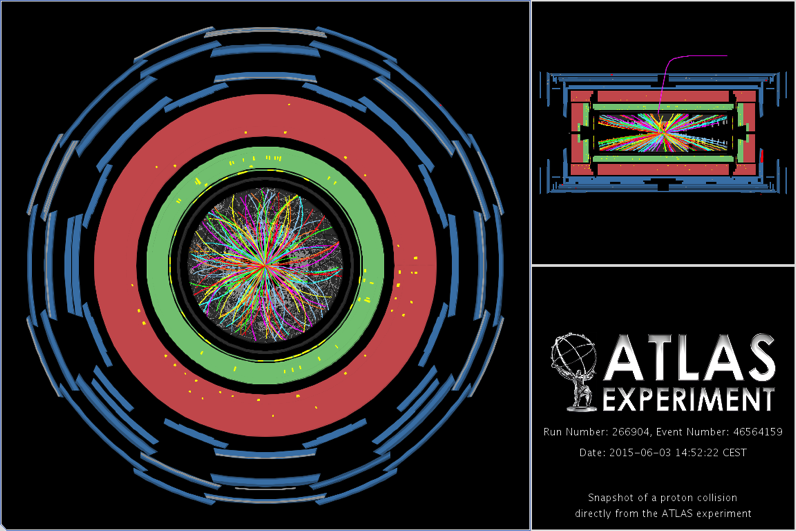 ATLAS
EXPERIMENT
Run Number: 266904, Event Number: 46564159
Date: 2015-06-03 14:52:22 CEST
Snapshot of a proton collision
directly from the ATLAS experiment